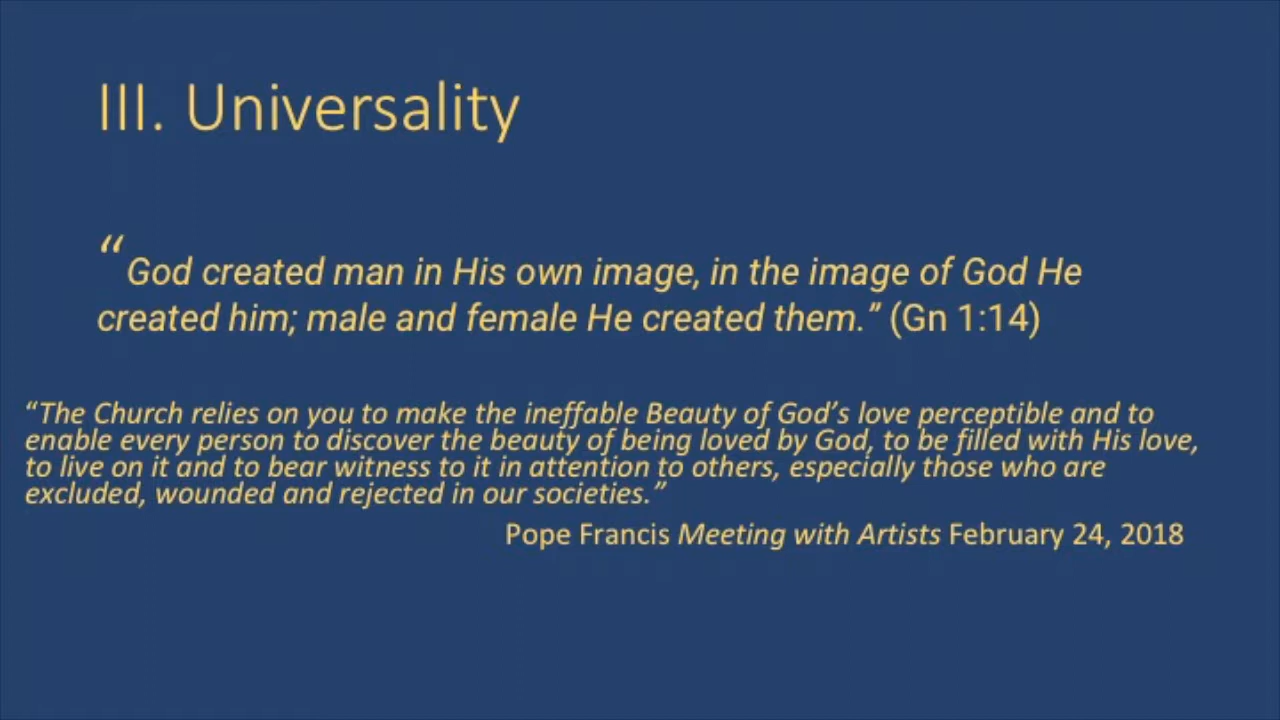 III. Universality
“God created man in His own image, in the image of God He
created him; male and female He created them.” (Gn 1:14)
“The Church relies on you to make the ineffable Beauty of God’s love perceptible and to
enable every person to discover the beauty of being loved by God, to be filled with His love,
to live on it and to bear witness to it in attention to others, especially those who are
excluded, wounded and rejected in our societies.”
Pope Francis Meeting with Artists February 24, 2018